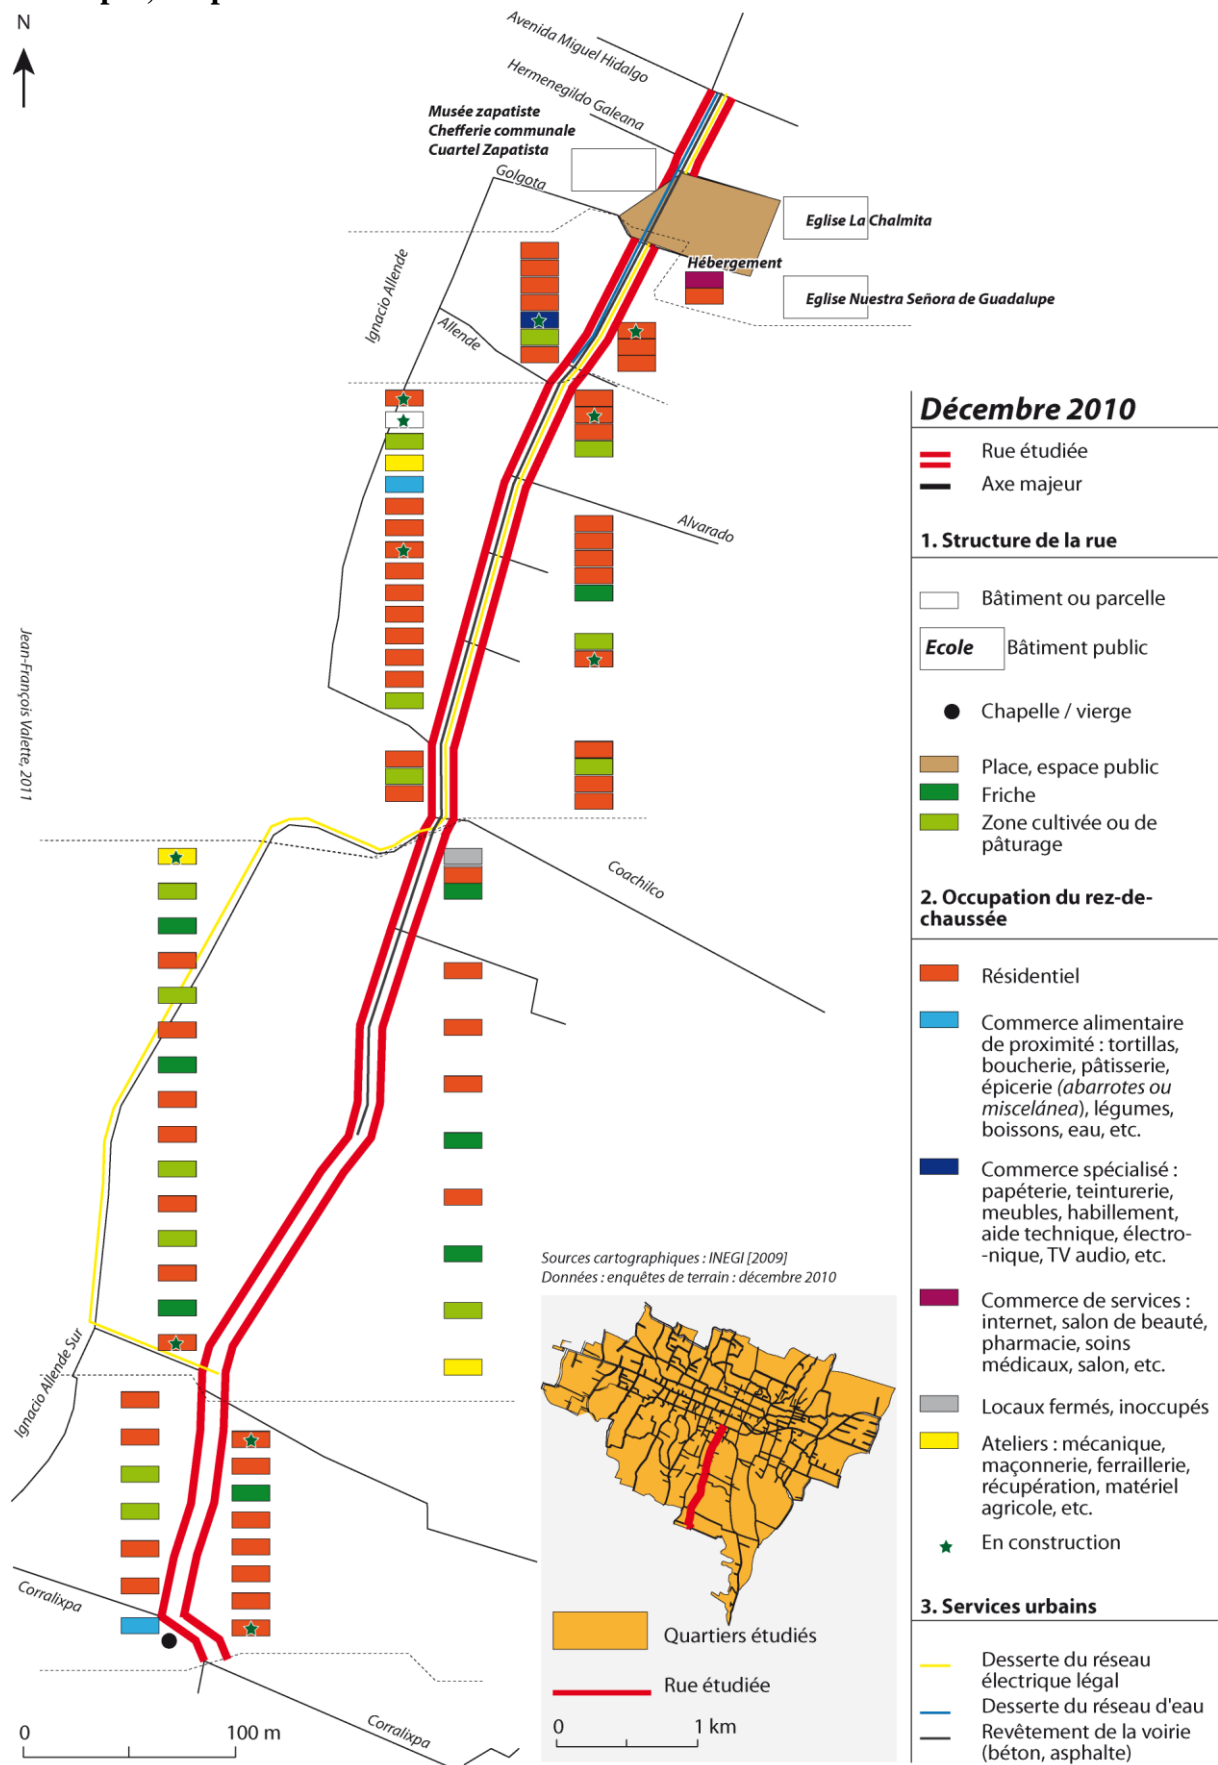 N
Avenida Miguel Hidalgo
Hermenegildo Galeana
Musée zapatiste
Chefferie communale
Cuartel Zapatista
Golgota
Eglise La Chalmita
Hébergement
Eglise Nuestra Señora de Guadalupe
Ignacio Allende
Allende
Alvarado
Jean-François Valette, 2011
Coachilco
Ignacio Allende Sur
Corralixpa
Corralixpa
0 100 m
Sources cartographiques : INEGI [2009]
Données : enquêtes de terrain : décembre 2010
Quartiers étudiés
Rue étudiée
0 1 km
Décembre 2010
Rue étudiée
Axe majeur
1. Structure de la rue
Bâtiment ou parcelle
Ecole Bâtiment public
Chapelle / vierge
Place, espace public
Friche
Zone cultivée ou de
pâturage
2. Occupation du rez-de-
chaussée
Résidentiel
Commerce alimentaire
de proximité : tortillas,
boucherie, pâtisserie,
épicerie (abarrotes ou
miscelánea), légumes,
boissons, eau, etc.
Commerce spécialisé :
papéterie, teinturerie,
meubles, habillement,
aide technique, électro-
-nique, TV audio, etc.
Commerce de services :
internet, salon de beauté,
pharmacie, soins
médicaux, salon, etc.
Locaux fermés, inoccupés
Ateliers : mécanique,
maçonnerie, ferraillerie,
récupération, matériel
agricole, etc.
En construction
3. Services urbains
Desserte du réseau
électrique légal
Desserte du réseau d'eau
Revêtement de la voirie
(béton, asphalte)